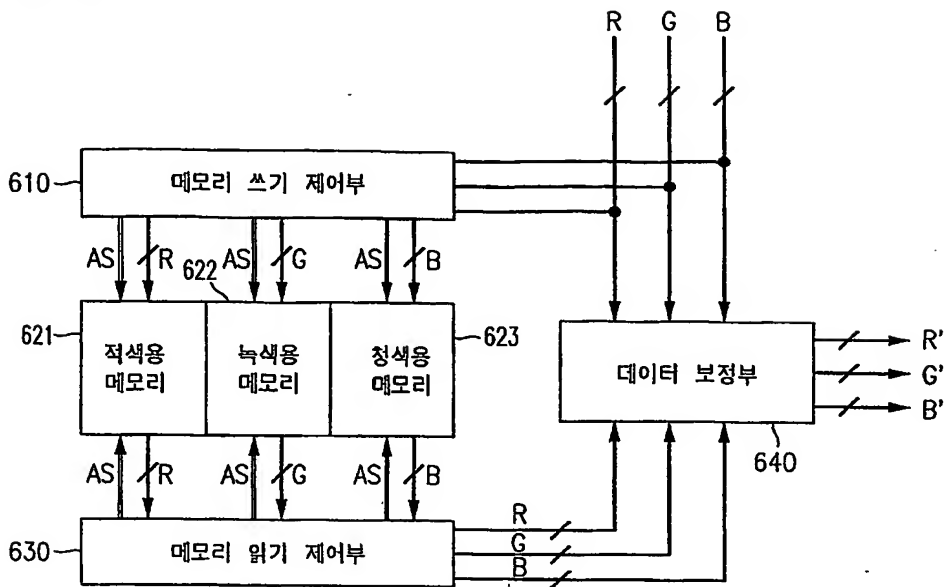 R G B
610
메모리 쓰기 제어부
AS R AS G AS B
622
621
적색용
메모리
녹색용
메모리
청색용
메모리
623
데이터 보정부
R'
G'
B'
640
AS R AS G AS B
630
메모리 읽기 제어부
R
G
B